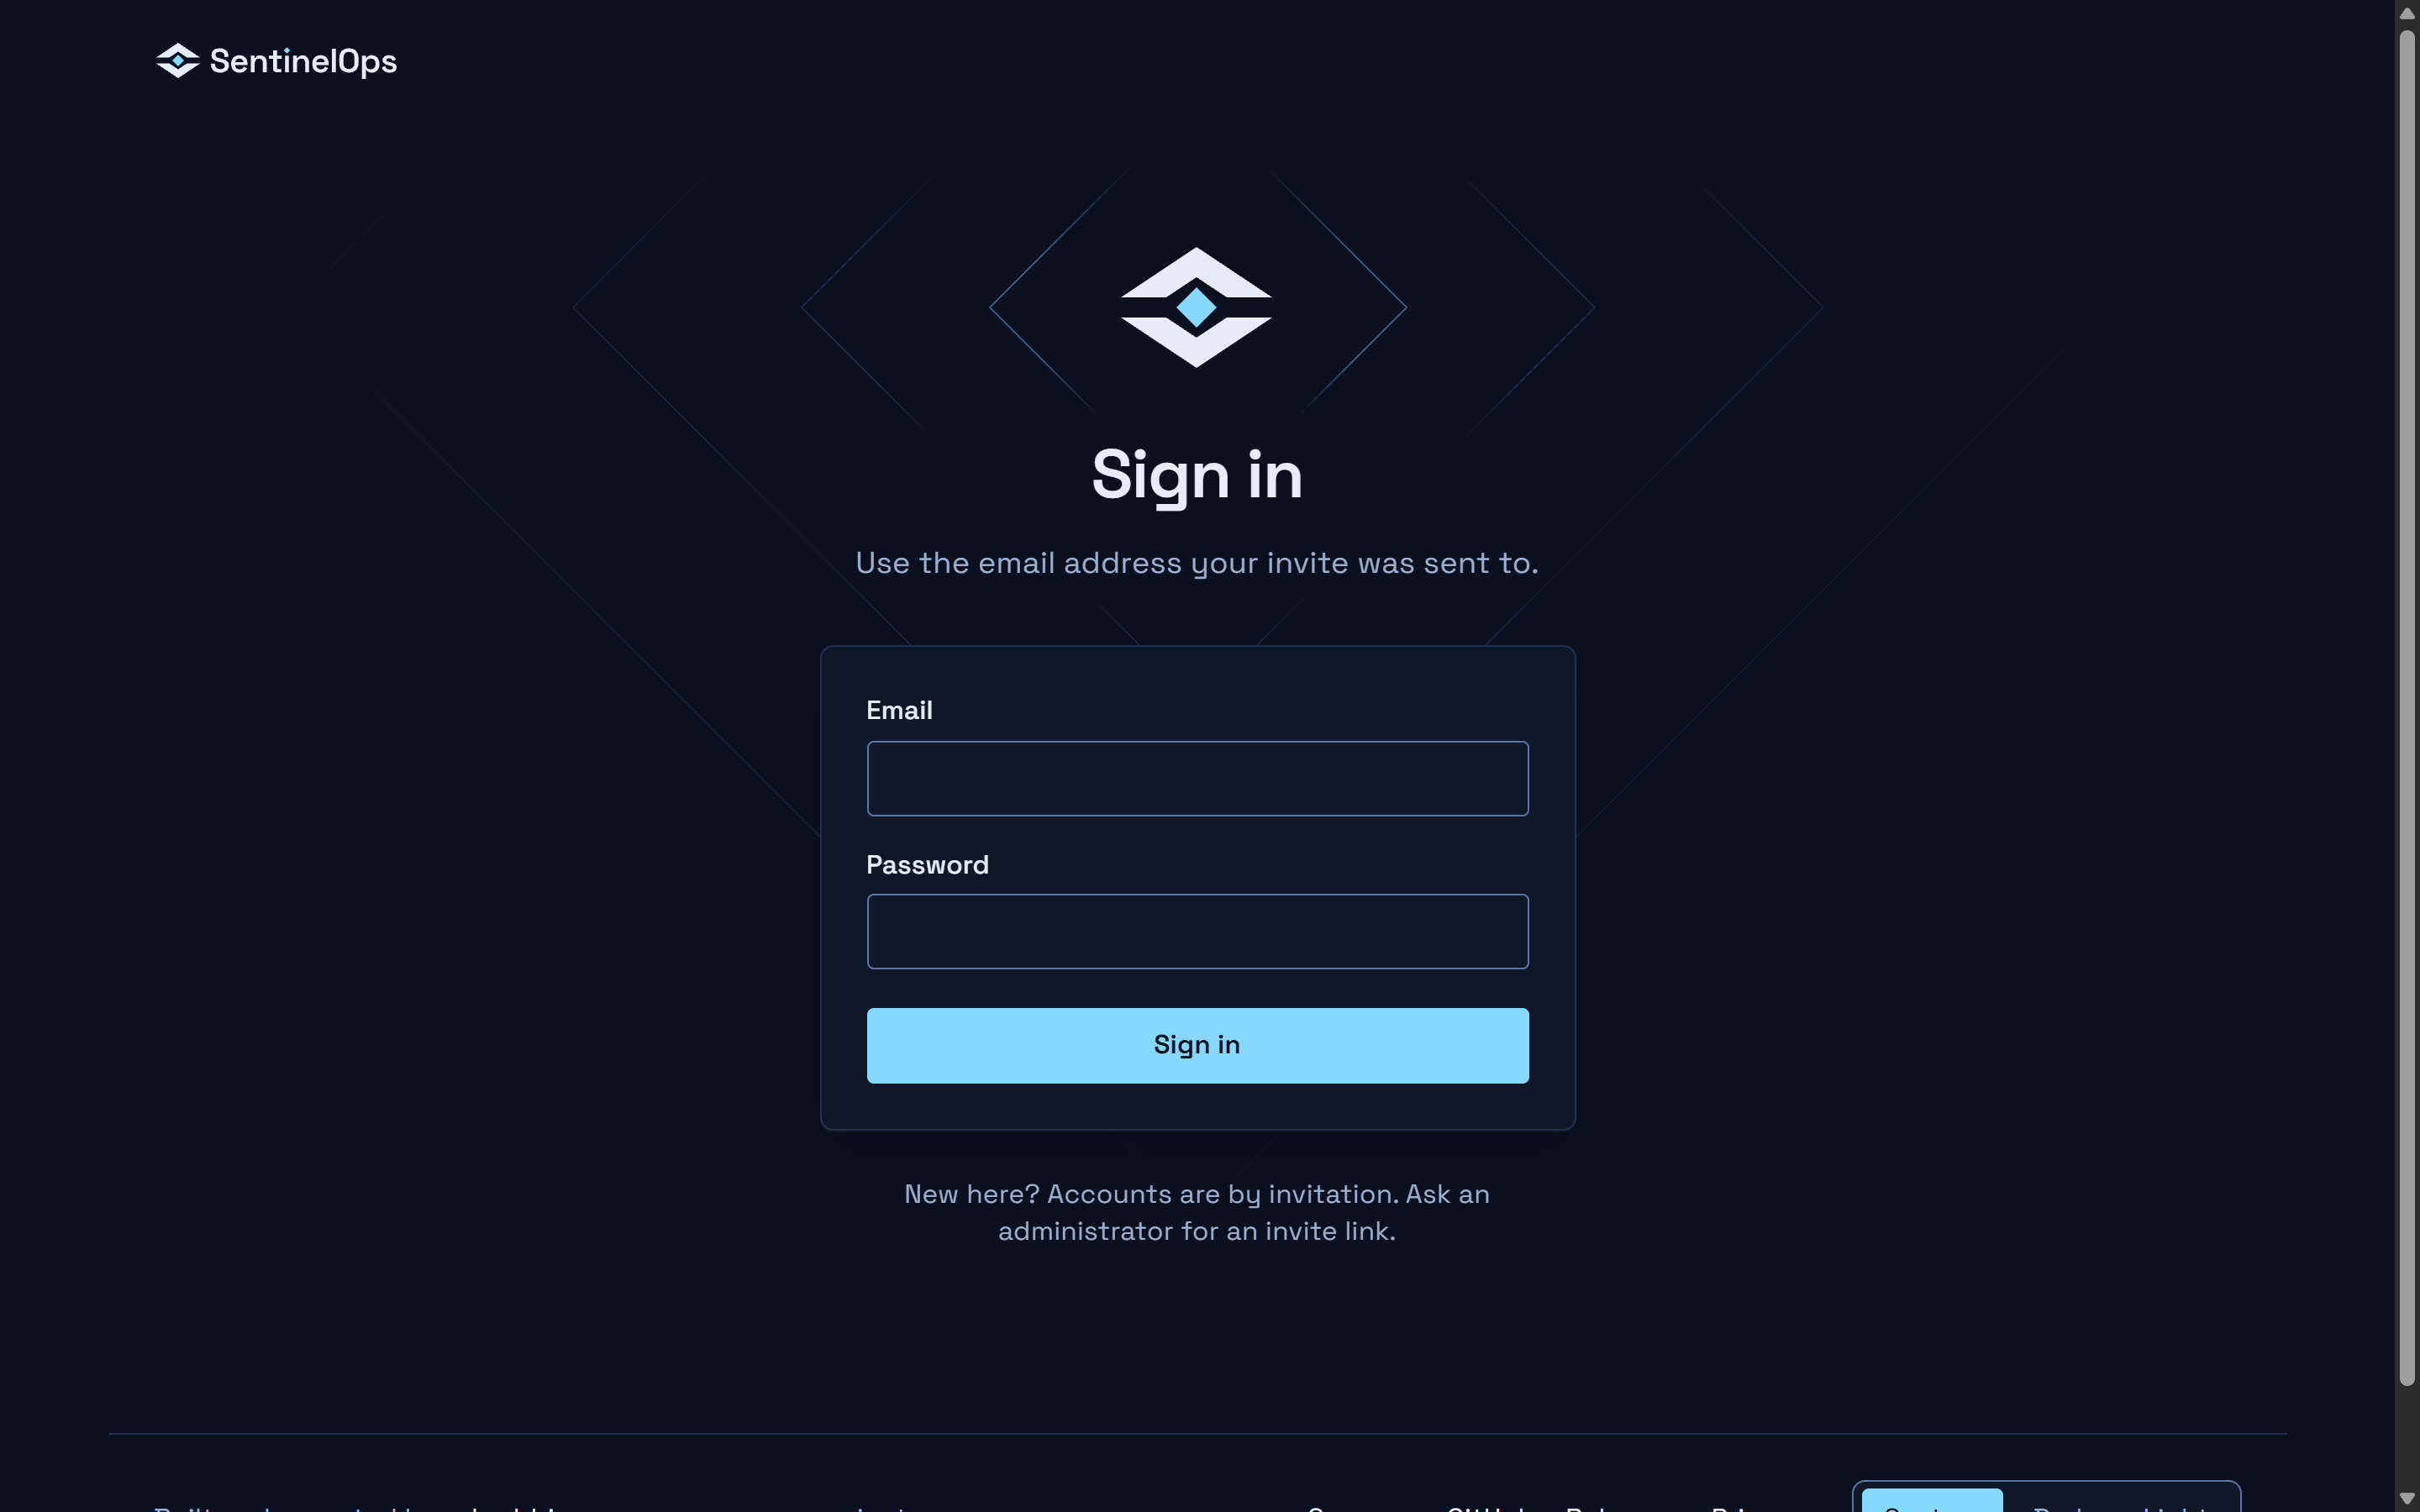 SentinelOps
Sign in
Use the email address your invite was sent to.
Email
Password
Sign in
New here? Accounts are by invitation. Ask an
administrator for an invite link.